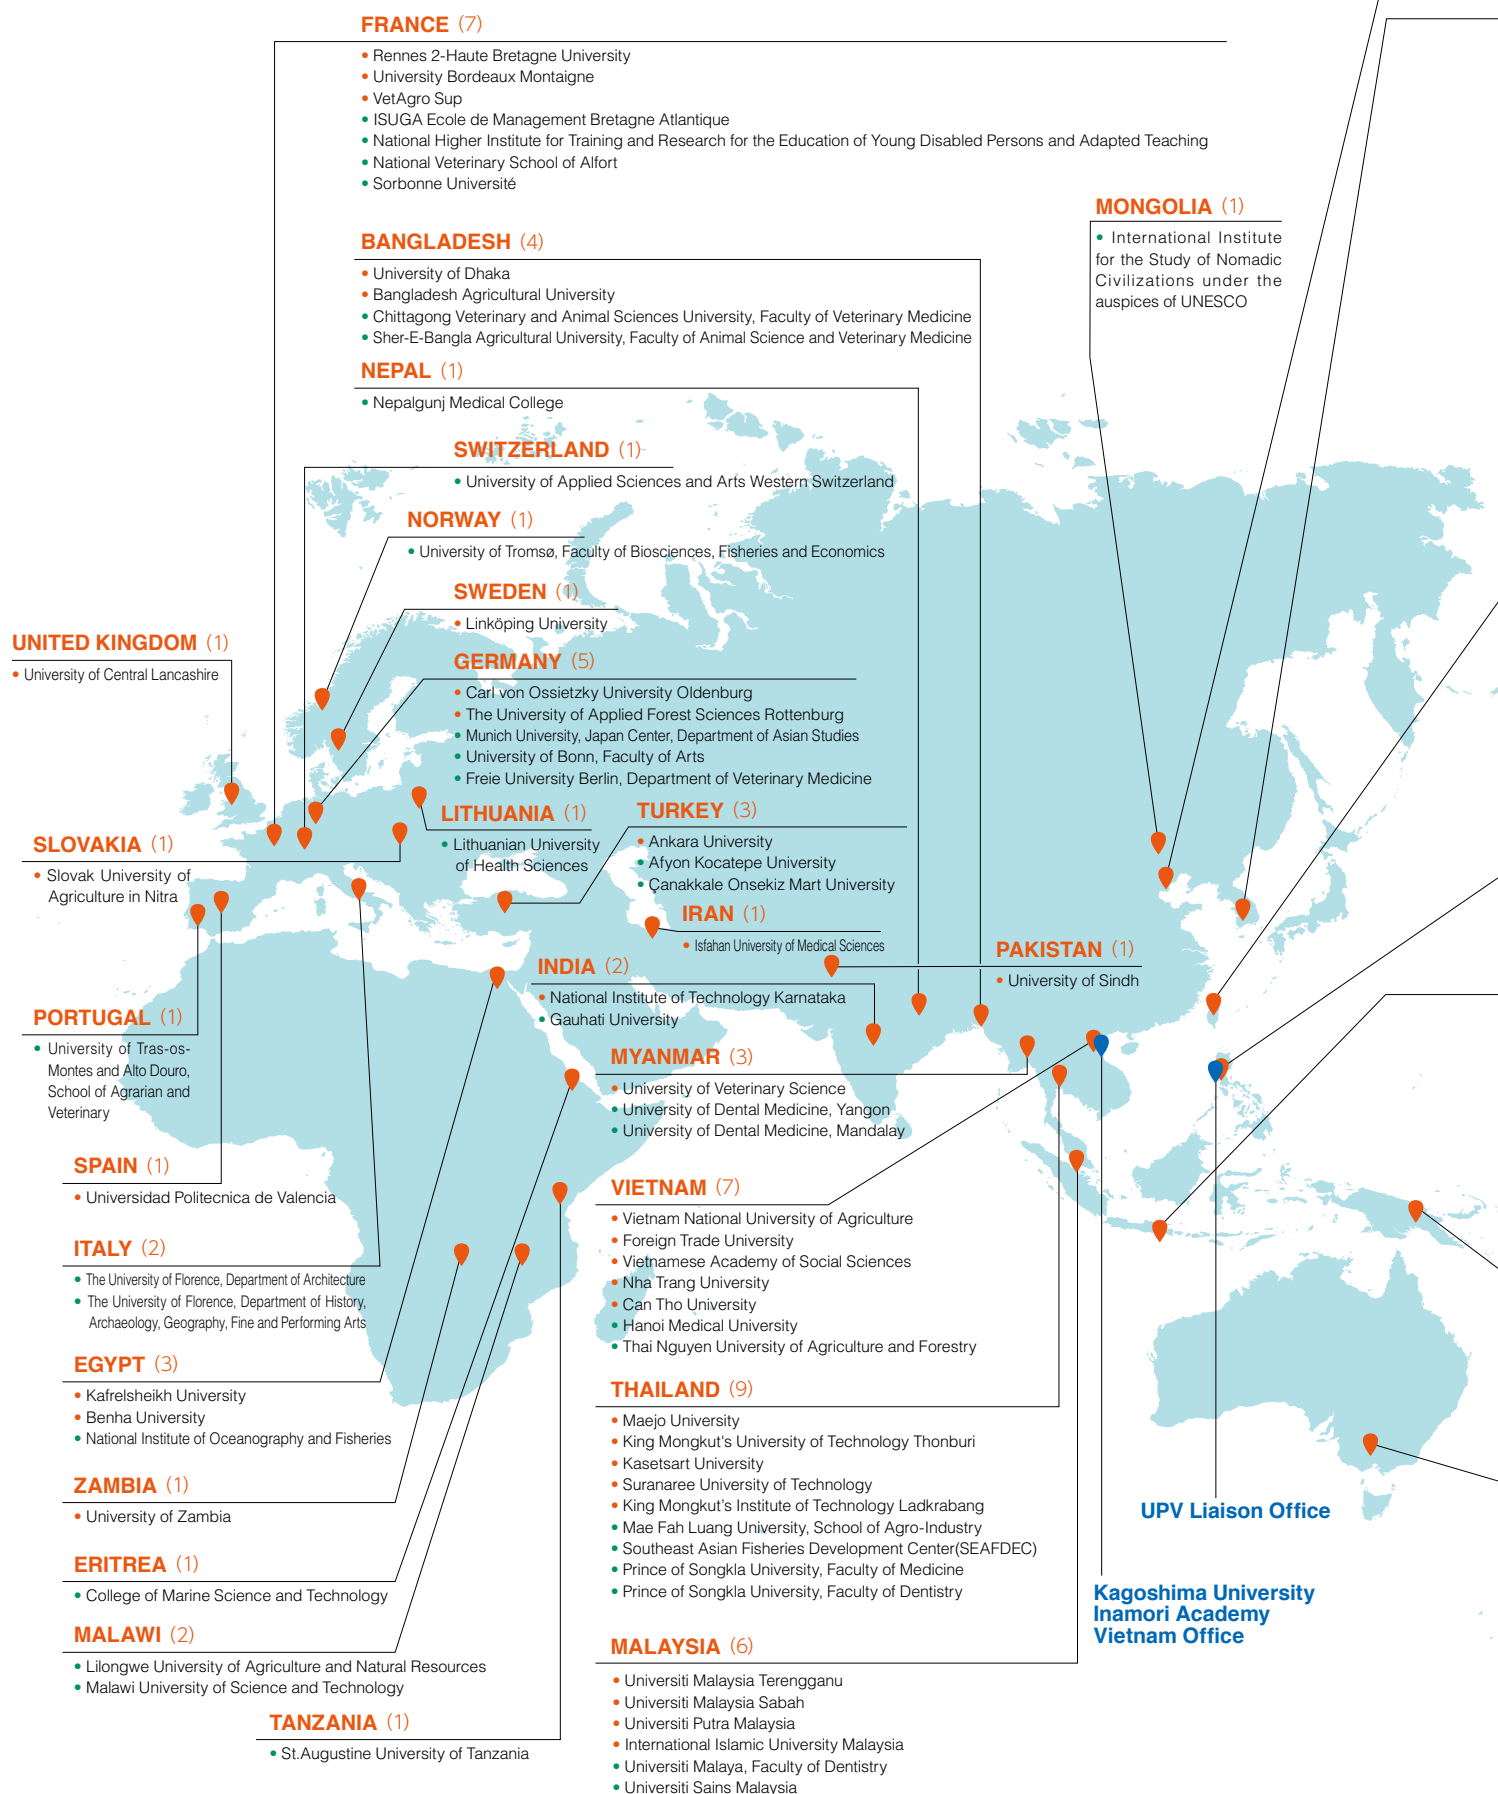 FRANCE (7)
• Rennes 2-Haute Bretagne University
• University Bordeaux Montaigne
• VetAgro Sup
• ISUGA Ecole de Management Bretagne Atlantique
• National Higher Institute for Training and Research for the Education of Young Disabled Persons and Adapted Teaching
• National Veterinary School of Alfort
• Sorbonne Université
MONGOLIA (1)
• International Institute
for the Study of Nomadic
Civilizations under the
auspices of UNESCO
BANGLADESH (4)
• University of Dhaka
• Bangladesh Agricultural University
• Chittagong Veterinary and Animal Sciences University, Faculty of Veterinary Medicine
• Sher-E-Bangla Agricultural University, Faculty of Animal Science and Veterinary Medicine
NEPAL (1)
• Nepalgunj Medical College
SWITZERLAND (1)
• University of Applied Sciences and Arts Western Switzerland
NORWAY (1)
• University of Tromsø, Faculty of Biosciences, Fisheries and Economics
SWEDEN (1)
• Linköping University
UNITED KINGDOM (1)
• University of Central Lancashire
GERMANY (5)
• Carl von Ossietzky University Oldenburg
• The University of Applied Forest Sciences Rottenburg
• Munich University, Japan Center, Department of Asian Studies
• University of Bonn, Faculty of Arts
• Freie University Berlin, Department of Veterinary Medicine
LITHUANIA (1)
• Lithuanian University
of Health Sciences
TURKEY (3)
• Ankara University
• Afyon Kocatepe University
• Çanakkale Onsekiz Mart University
SLOVAKIA (1)
• Slovak University of
Agriculture in Nitra
IRAN (1)
• Isfahan University of Medical Sciences
PAKISTAN (1)
• University of Sindh
INDIA (2)
• National Institute of Technology Karnataka
• Gauhati University
PORTUGAL (1)
• University of Tras-os-
Montes and Alto Douro,
School of Agrarian and
Veterinary
MYANMAR (3)
• University of Veterinary Science
• University of Dental Medicine, Yangon
• University of Dental Medicine, Mandalay
SPAIN (1)
• Universidad Politecnica de Valencia
VIETNAM (7)
• Vietnam National University of Agriculture
• Foreign Trade University
• Vietnamese Academy of Social Sciences
• Nha Trang University
• Can Tho University
• Hanoi Medical University
• Thai Nguyen University of Agriculture and Forestry
ITALY (2)
• The University of Florence, Department of Architecture
• The University of Florence, Department of History,
Archaeology, Geography, Fine and Performing Arts
EGYPT (3)
• Kafrelsheikh University
• Benha University
• National Institute of Oceanography and Fisheries
THAILAND (9)
• Maejo University
• King Mongkut's University of Technology Thonburi
• Kasetsart University
• Suranaree University of Technology
• King Mongkut’s Institute of Technology Ladkrabang
• Mae Fah Luang University, School of Agro-Industry
• Southeast Asian Fisheries Development Center(SEAFDEC)
• Prince of Songkla University, Faculty of Medicine
• Prince of Songkla University, Faculty of Dentistry
ZAMBIA (1)
• University of Zambia
UPV Liaison Office
ERITREA (1)
• College of Marine Science and Technology
Kagoshima University
Inamori Academy
Vietnam Office
MALAWI (2)
• Lilongwe University of Agriculture and Natural Resources
• Malawi University of Science and Technology
MALAYSIA (6)
• Universiti Malaysia Terengganu
• Universiti Malaysia Sabah
• Universiti Putra Malaysia
• International Islamic University Malaysia
• Universiti Malaya, Faculty of Dentistry
• Universiti Sains Malaysia
TANZANIA (1)
• St.Augustine University of Tanzania